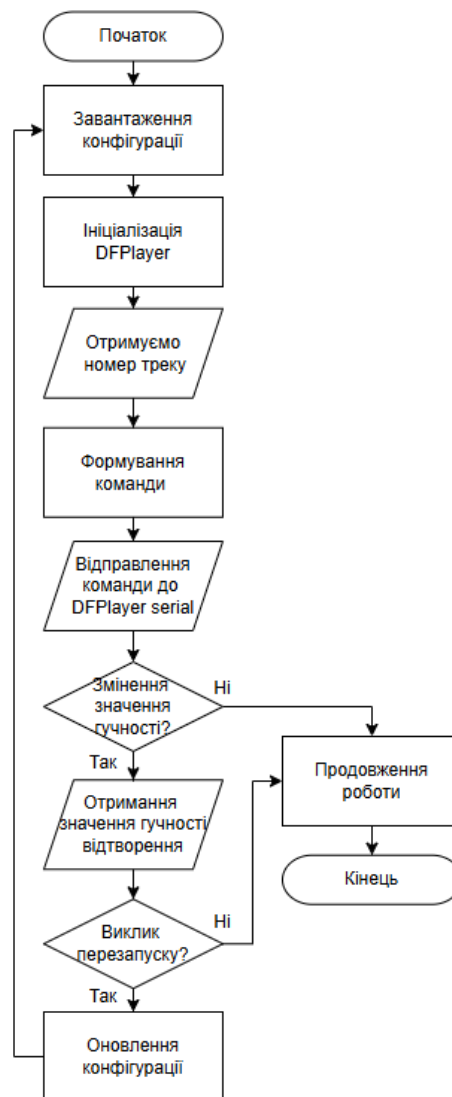 Початок
Завантаження
конфігурації
Ініціалізація
DFPlayer
Отримуємо
номер треку
Формування
команди
Відправлення
команди до
DFPlayer serial
Змінення
значення
гучності?
Ні
Так
Отримання
значення гучності
відтворення
Продовження
роботи
Кінець
Виклик
перезапуску?
Ні
Так
Оновлення
конфігурації